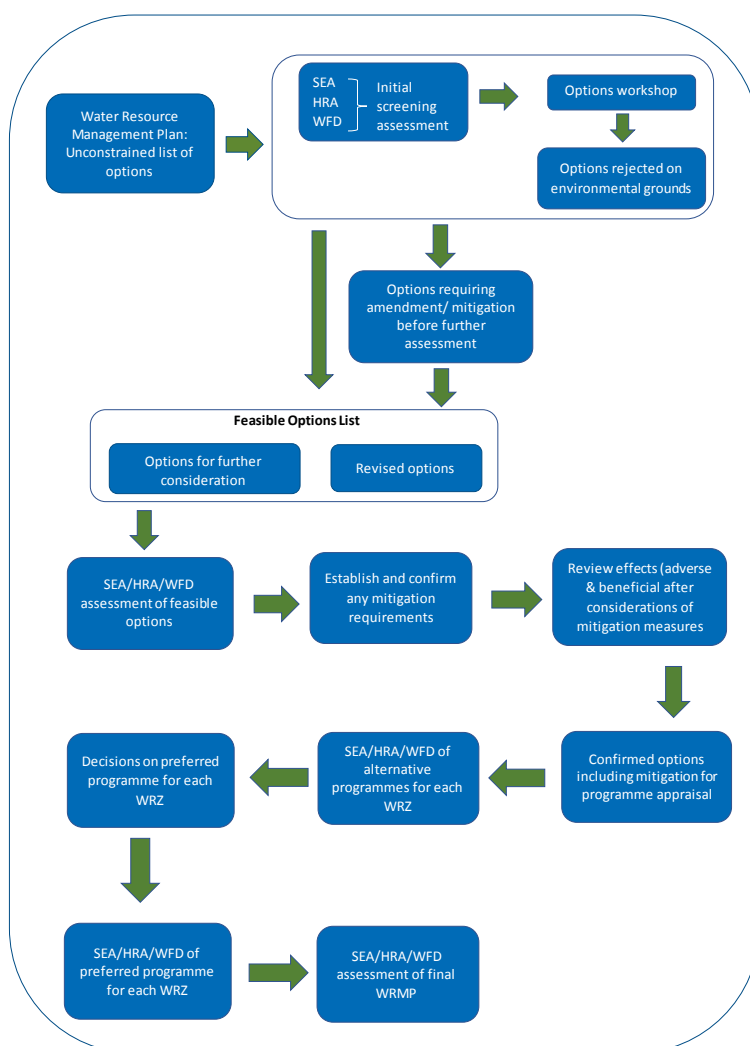 SEA
HRA
WFD
Initial
screening
assessment
Options workshop
Water Resource
Management Plan:
Unconstrained list of
options
Options rejected on
environmental grounds
Options requiring
amendment/ mitigation
before further
assessment
Feasible Options List
Options for further
consideration
Revised options
SEA/HRA/WFD
assessment of feasible
options
Establish and confirm
any mitigation
requirements
Review effects (adverse
& beneficial after
considerations of
mitigation measures
Decisions on preferred
programme for each
WRZ
SEA/HRA/WFD of
alternative
programmes for each
WRZ
Confirmed options
including mitigation for
programme appraisal
SEA/HRA/WFD of
preferred programme
for each WRZ
SEA/HRA/WFD
assessment of final
WRMP